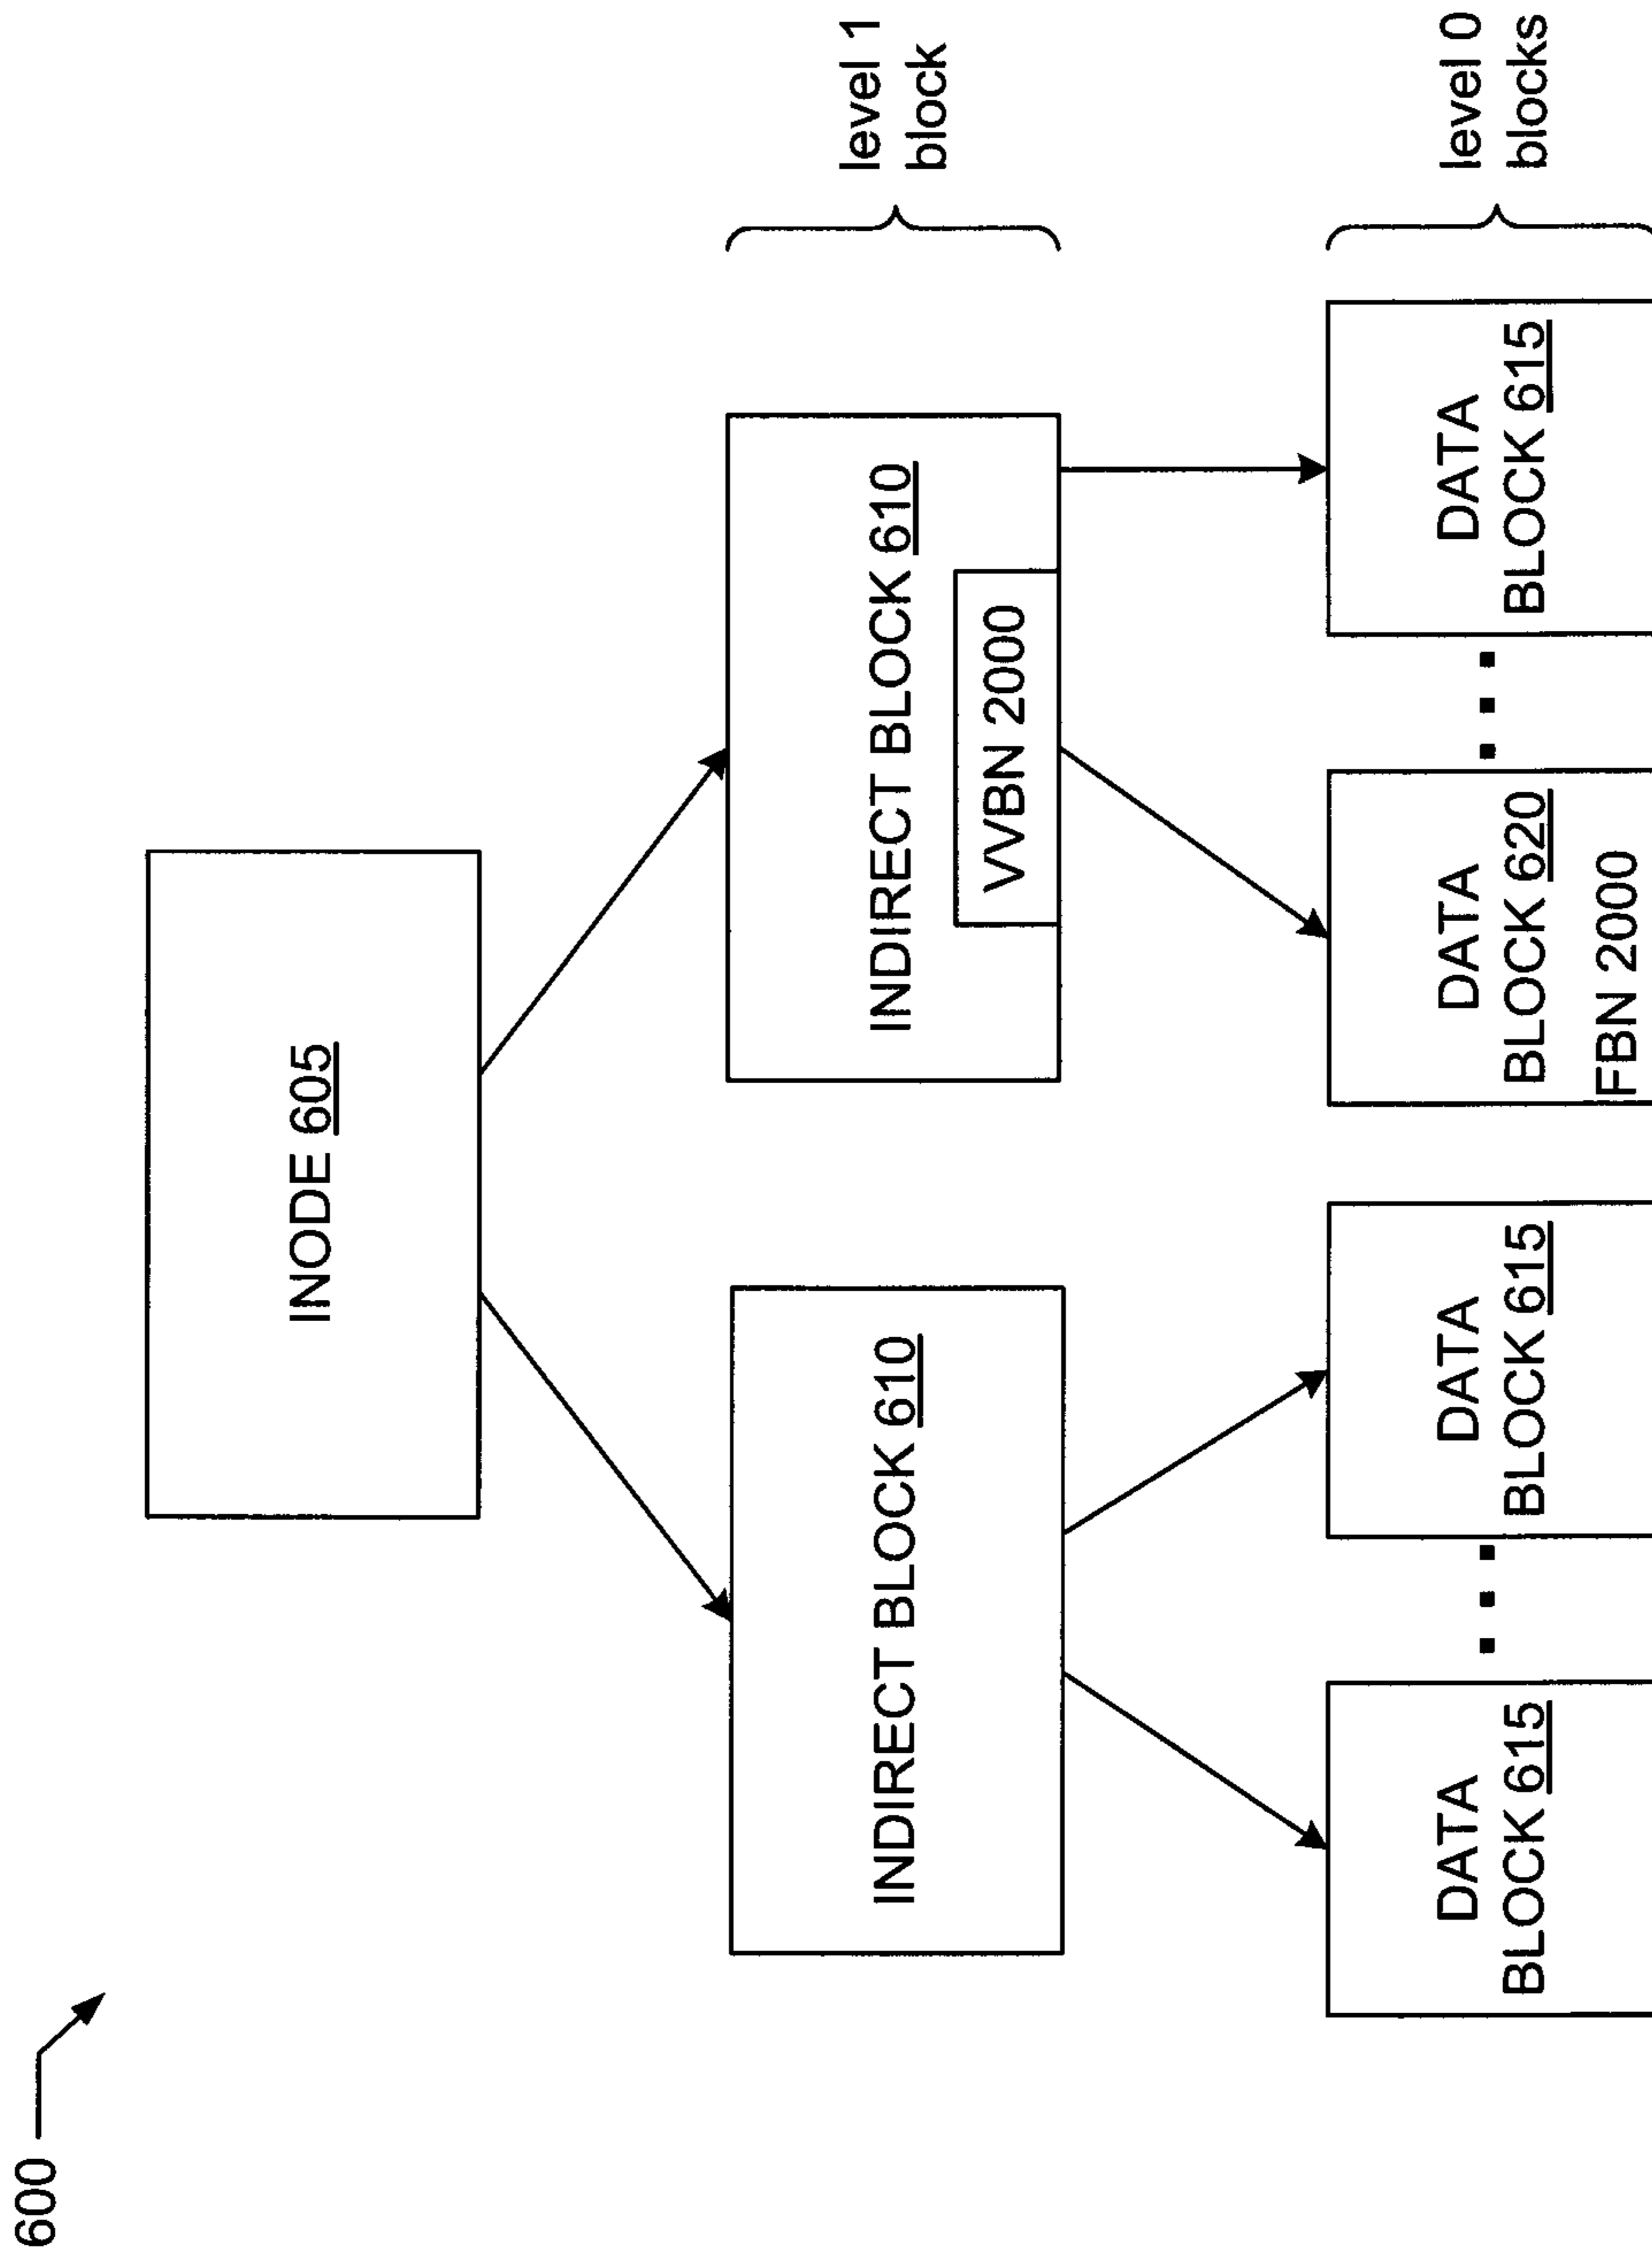 600
INODE 605
INDIRECT BLOCK 610
INDIRECT BLOCK 610
VVBN 2000
level 1
block
DATA
BLOCK 615
DATA
BLOCK 615
DATA
BLOCK 620
FBN 2000
DATA
BLOCK 615
level 0
blocks